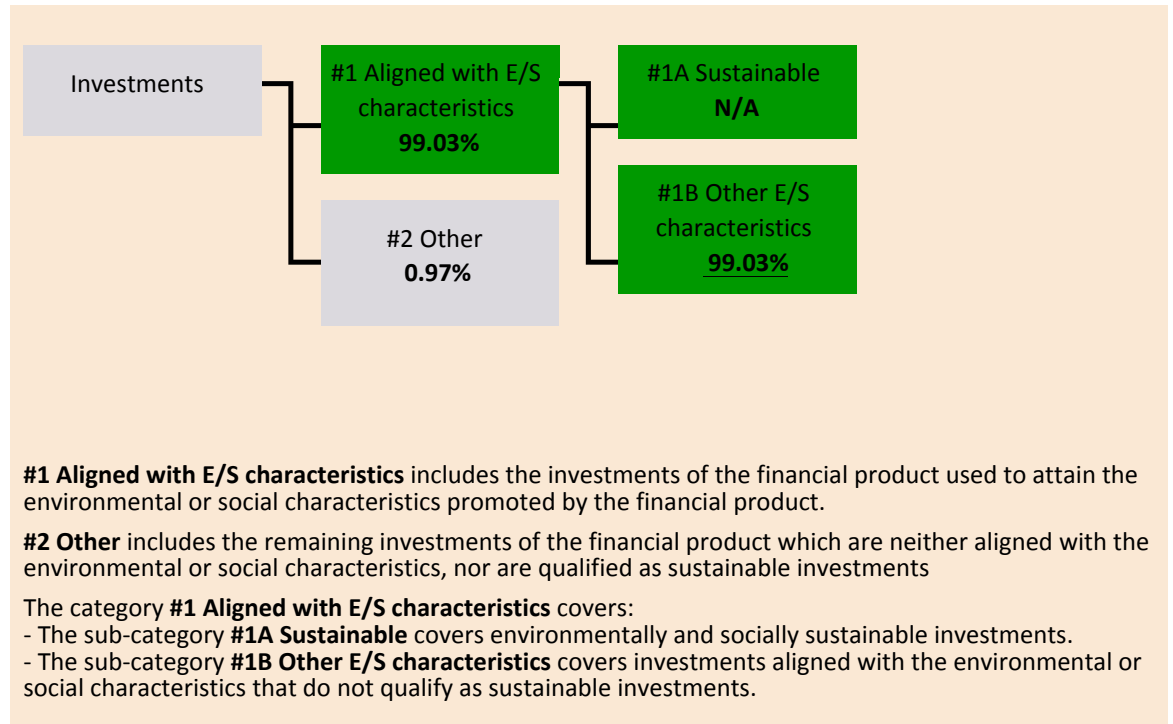 Investments
#1 Aligned with E/S
characteristics
99.03%
#2 Other
0.97%
#1A Sustainable
N/A
#1B Other E/S
characteristics
99.03%
#1 Aligned with E/S characteristics includes the investments of the financial product used to attain the
environmental or social characteristics promoted by the financial product.
#2 Other includes the remaining investments of the financial product which are neither aligned with the
environmental or social characteristics, nor are qualified as sustainable investments
The category #1 Aligned with E/S characteristics covers:
- The sub-category #1A Sustainable covers environmentally and socially sustainable investments.
- The sub-category #1B Other E/S characteristics covers investments aligned with the environmental or
social characteristics that do not qualify as sustainable investments.